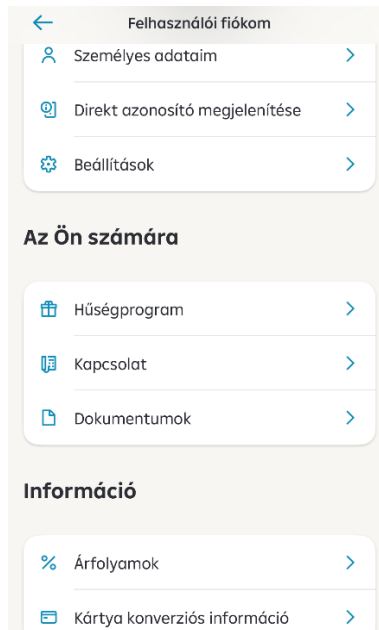 Felhasználói fiókom
Személyes adataim
Direkt azonosító megjelenítése
Beállítások
Az Ön számára
Hűségprogram
Kapcsolat
Dokumentumok
Információ
Árfolyamok
Kártya konverziós információ